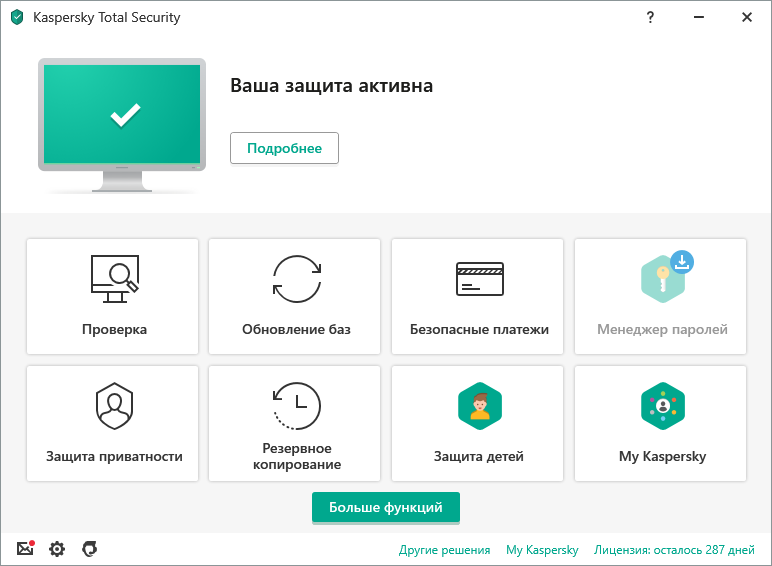 Kaspersky Total Security
?
Ваша защита активна
Подробнее
Проверка
Обновление баз
Безопасные платежи
Менеджер паролей
Защита приватности
Резервное
копирование
Защита детей
My Kaspersky
Больше функций
Другие решения
My Kaspersky
Лицензия: осталось 287 дней